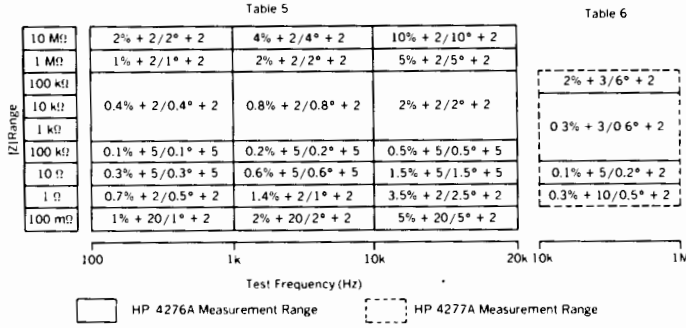 Table 5
Table 6
|Z| Range
10 MΩ 2% + 2/2° + 2 4% + 2/4° + 2 10% + 2/10° + 2
1 MΩ 1% + 2/1° + 2 2% + 2/2° + 2 5% + 2/5° + 2
100 kΩ 2% + 3/6° + 2
10 kΩ 0.4% + 2/0.4° + 2 0.8% + 2/0.8° + 2 2% + 2/2° + 2 0 3% + 3/0 6° + 2
1 kΩ
100 kΩ 0.1% + 5/0.1° + 5 0.2% + 5/0.2° + 5 0.5% + 5/0.5° + 5
10 Ω 0.3% + 5/0.3° + 5 0.6% + 5/0.6° + 5 1.5% + 5/1.5° + 5 0.1% + 5/0.2° + 2
1 Ω 0.7% + 2/0.5° + 2 1.4% + 2/1° + 2 3.5% + 2/2.5° + 2 0.3% + 10/0.5° + 2
100 mΩ 1% + 20/1° + 2 2% + 20/2° + 2 5% + 20/5° + 2
100 1k 10k 20k 10k 1M
Test Frequency (Hz)
HP 4276A Measurement Range HP 4277A Measurement Range